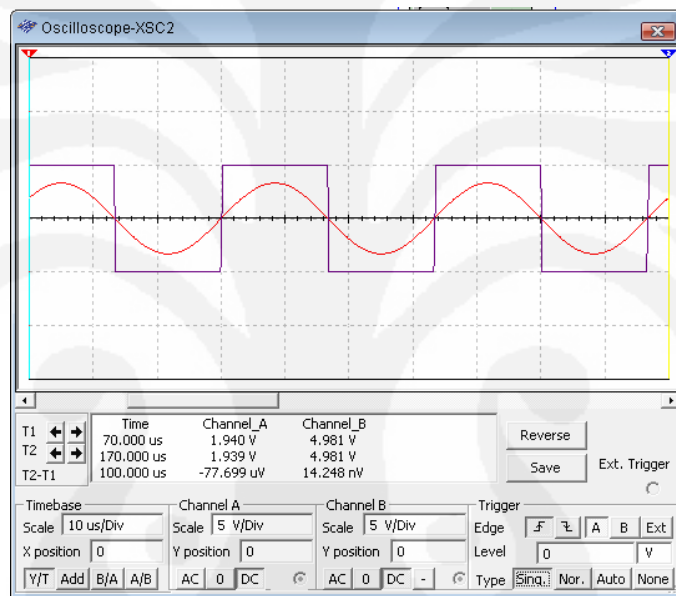 Oscilloscope-XSC2
1 2
T1
T2
T2-T1
Time Channel_A Channel_B
70.000 us 1.940 V 4.981 V
170.000 us 1.939 V 4.981 V
100.000 us -77.699 uV 14.248 nV
Reverse
Save
Ext. Trigger
Timebase
Scale 10 us/Div
X position 0
Y/T Add B/A A/B
Channel A
Scale 5 V/Div
Y position 0
AC 0 DC
Channel B
Scale 5 V/Div
Y position 0
AC 0 DC -
Trigger
Edge A B Ext
Level 0 V
Type Sing. Nor. Auto None